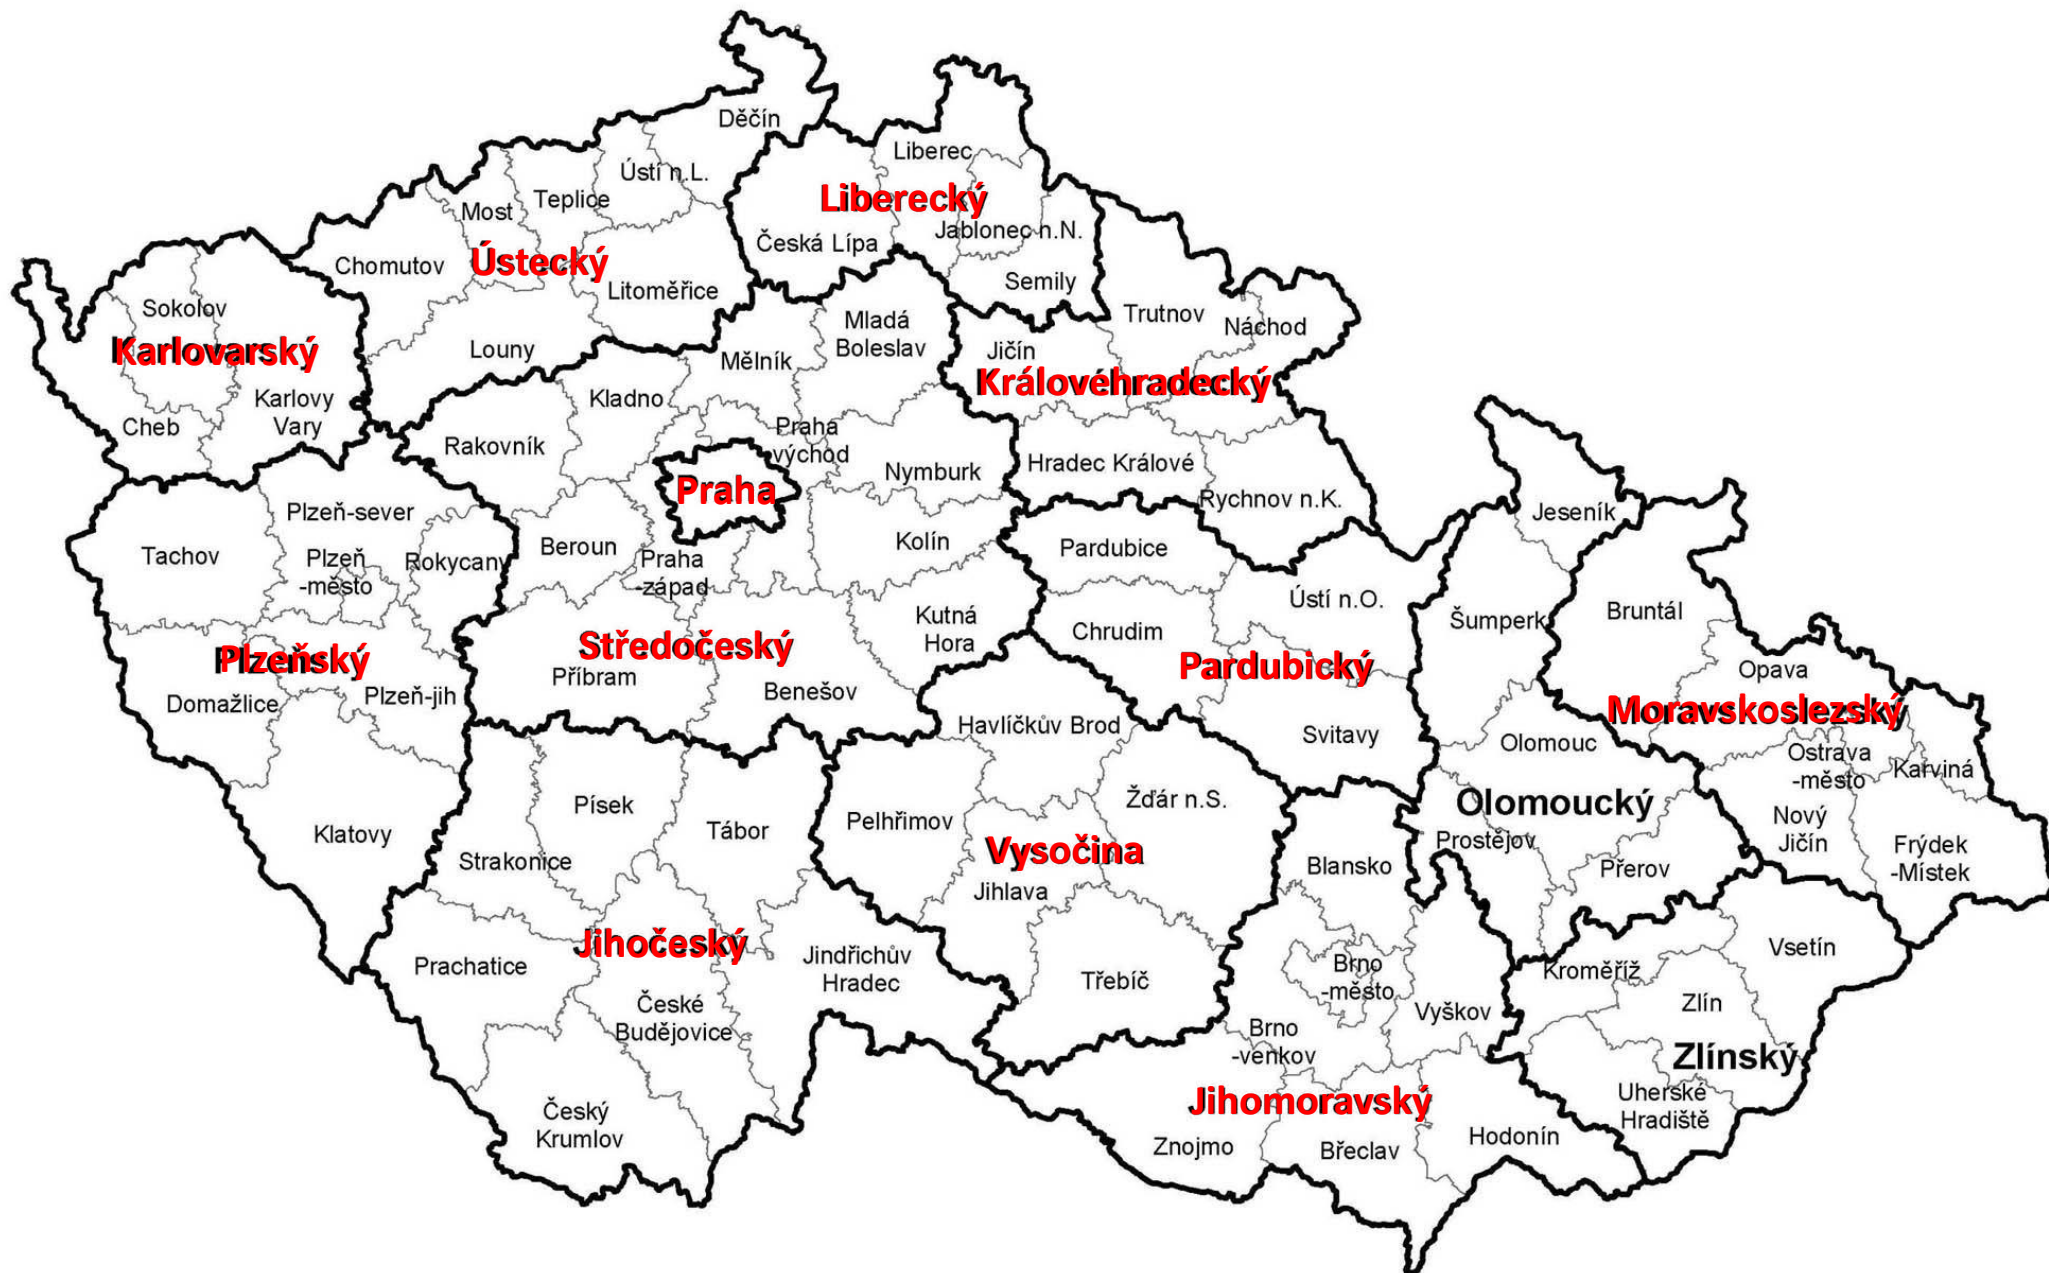 Děčín
Liberec
Ústí n.L.
Teplice
Most
Liberecký
Jablonec n.N.
Česká Lípa
Chomutov
Ústecký
Litoměřice
Semily
Sokolov
Trutnov
Náchod
Mladá
Boleslav
Louny
Karlovarský
Mělník
Jičín
Královéhradecký
Karlovy
Vary
Cheb
Kladno
Rakovník
Praha
-východ
Nymburk
Hradec Králové
Praha
Rychnov n.K.
Plzeň-sever
Jeseník
Tachov
Plzeň
-město
Rokycany
Beroun
Praha
-západ
Kolín
Pardubice
Ústí n.O.
Šumperk
Bruntál
Kutná
Hora
Chrudim
Plzeňský
Středočeský
Pardubický
Příbram
Benešov
Opava
Domažlice
Plzeň-jih
Moravskoslezský
Havlíčkův Brod
Svitavy
Olomouc
Ostrava
-město
Karviná
Písek
Tábor
Pelhřimov
Žďár n.S.
Olomoucký
Klatovy
Strakonice
Vysočina
Prostějov
Nový
Jičín
Blansko
Přerov
Frýdek
-Místek
Jihlava
Jihočeský
Prachatice
Jindřichův
Hradec
Třebíč
Brno
-město
Kroměříž
Vsetín
České
Budějovice
Vyškov
Zlín
Brno
-venkov
Zlínský
Jihomoravský
Uherské
Hradiště
Český
Krumlov
Znojmo
Břeclav
Hodonín